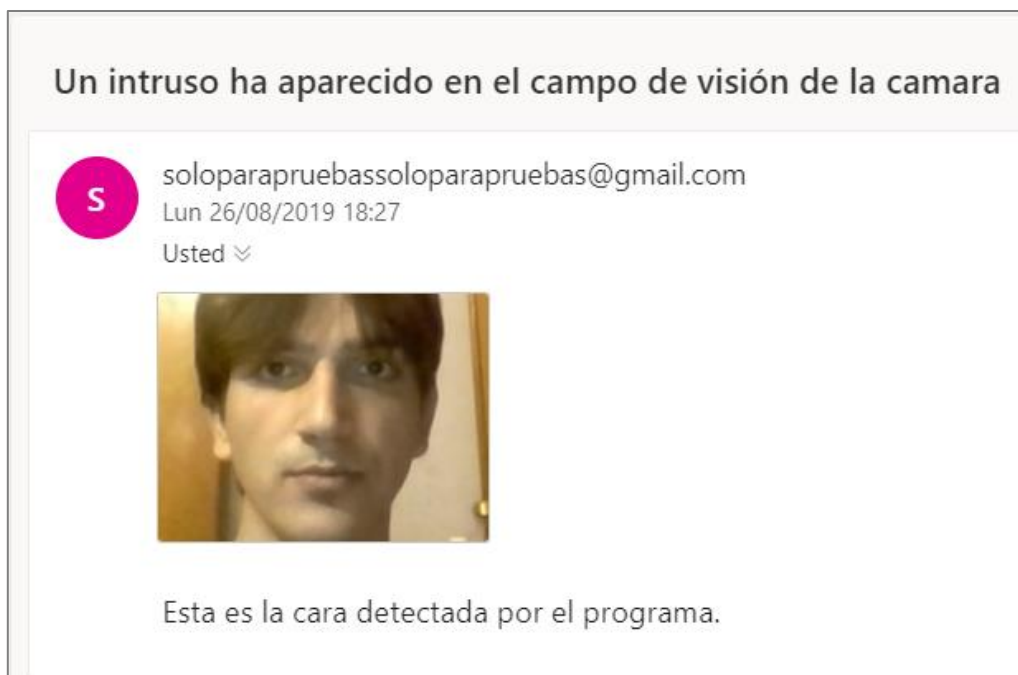 Un intruso ha aparecido en el campo de visión de la camara
S
soloparapruebassoloparapruebas@gmail.com
Lun 26/08/2019 18:27
Usted
Esta es la cara detectada por el programa.